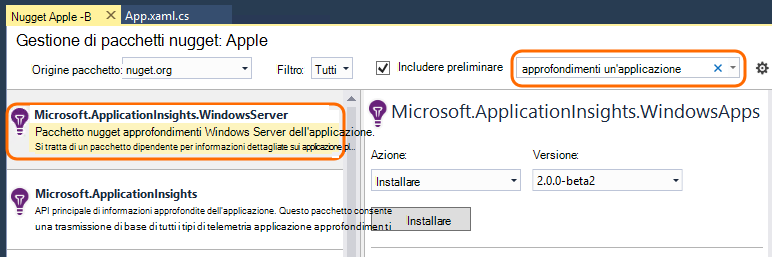 Nugget Apple -B X App.xaml.cs
Gestione di pacchetti nugget: Apple
Origine pacchetto: nuget.org Filtro: Tutti Includere preliminare approfondimenti un'applicazione
Microsoft.ApplicationInsights.WindowsServer
Pacchetto nugget approfondimenti Windows Server dell'applicazione.
Si tratta di un pacchetto dipendente per informazioni dettagliate sui applicazione pl...
Microsoft.ApplicationInsights
API principale di informazioni approfondite dell'applicazione. Questo pacchetto consente
una trasmissione di base di tutti i tipi di telemetria applicazione approfondimenti
Microsoft.ApplicationInsights.WindowsApps
Azione: Versione:
Installare 2.0.0-beta2
Installare